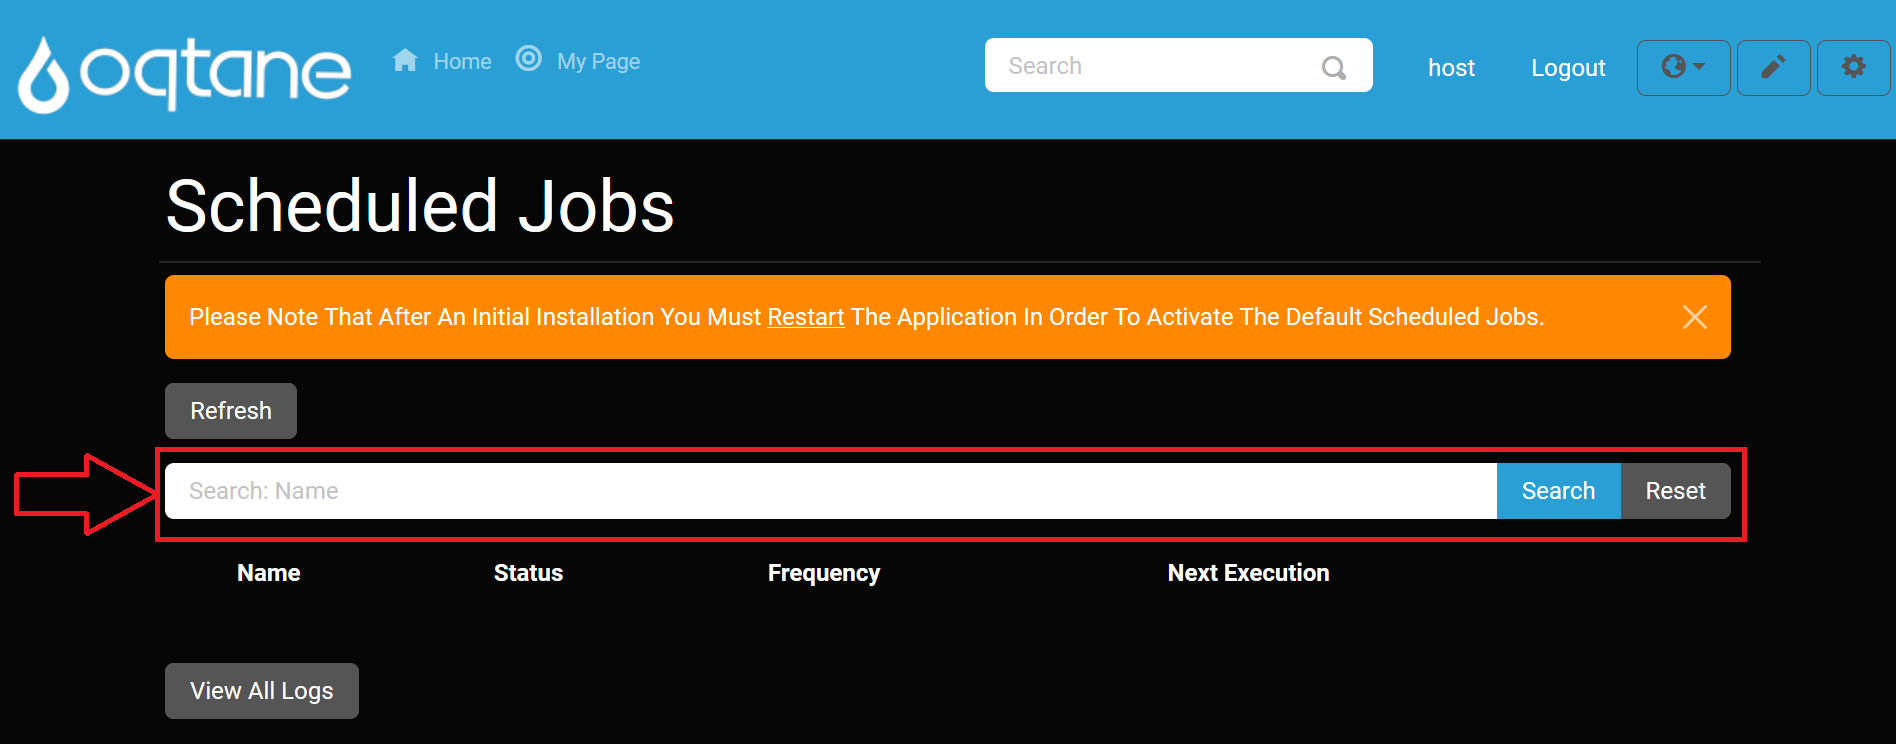 oqtane
Home
My Page
Search
host
Logout
Scheduled Jobs
Please Note That After An Initial Installation You Must Restart The Application In Order To Activate The Default Scheduled Jobs.
Refresh
Search: Name
Search
Reset
Name
Status
Frequency
Next Execution
View All Logs